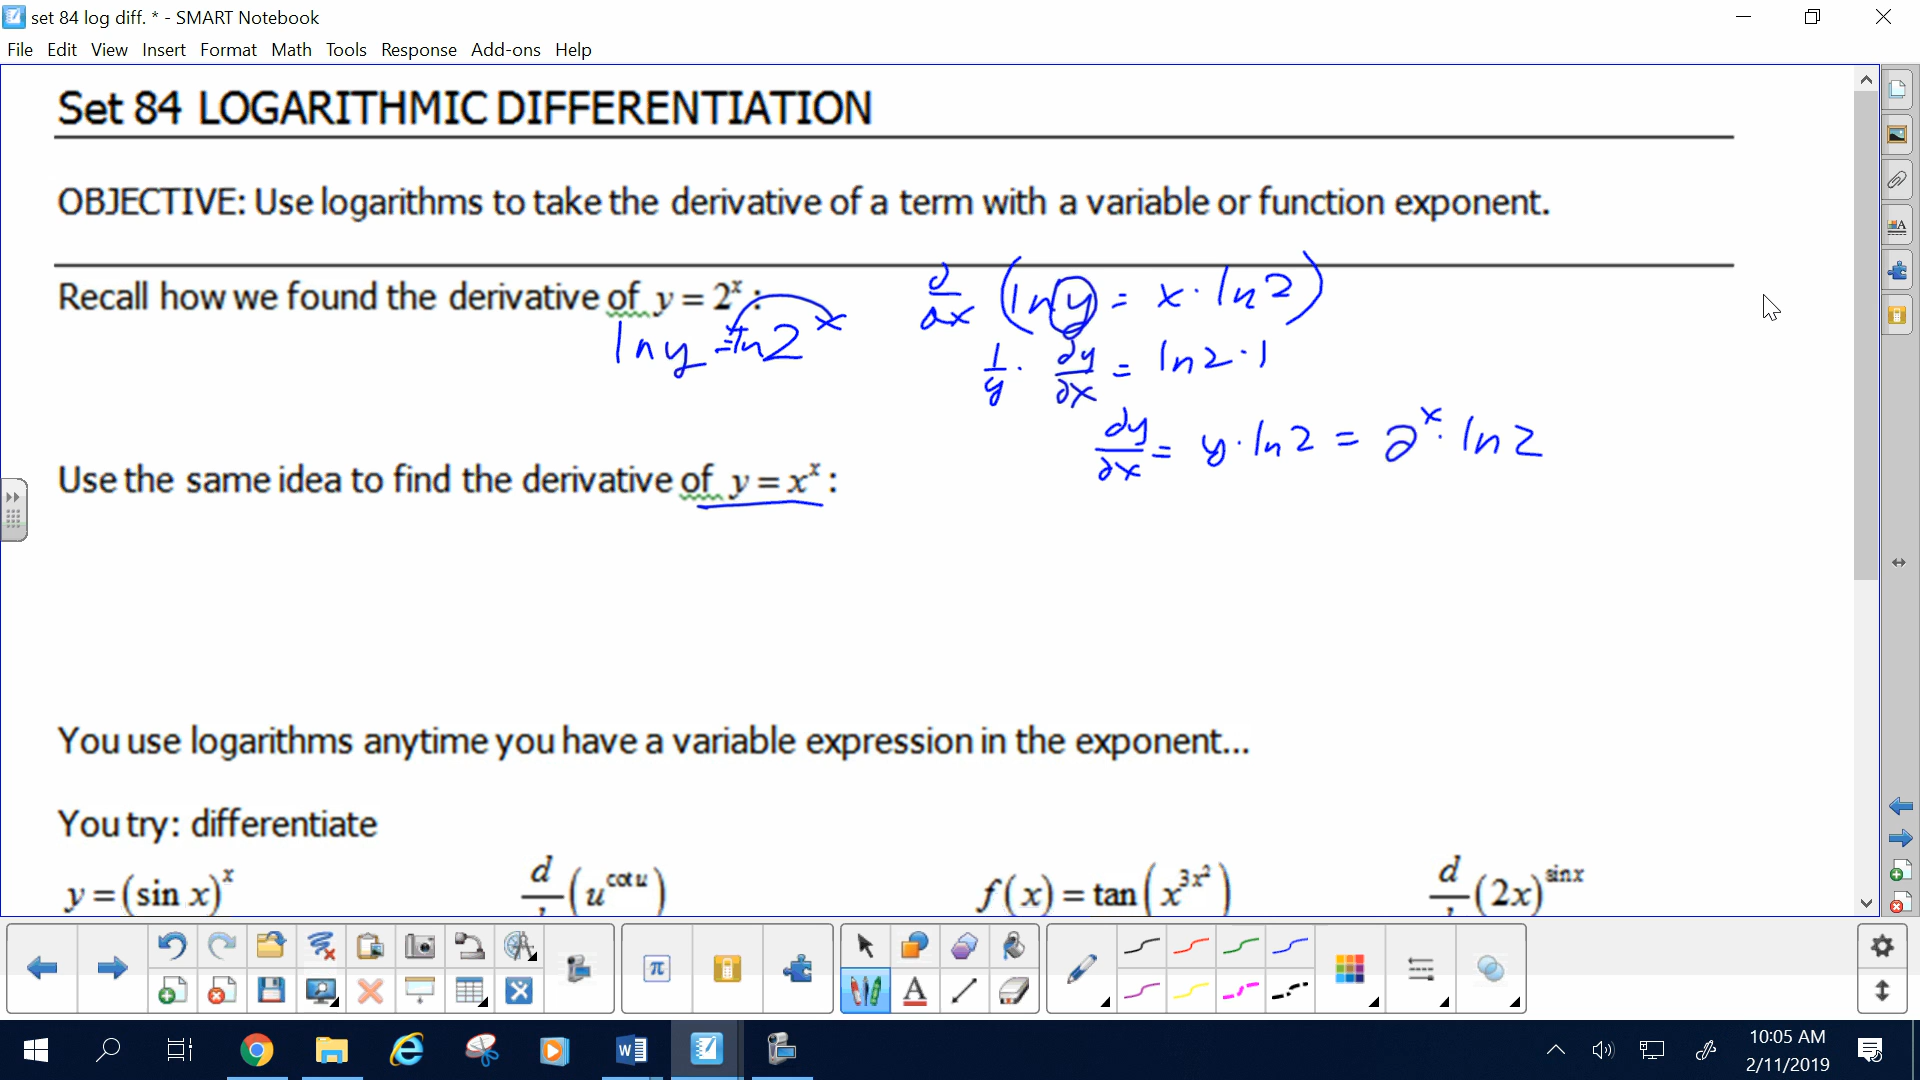 set 84 log diff. * - SMART Notebook
File Edit View Insert Format Math Tools Response Add-ons Help
Set 84 LOGARITHMIC DIFFERENTIATION
OBJECTIVE: Use logarithms to take the derivative of a term with a variable or function exponent.
Recall how we found the derivative of y = 2^x :
ln y = ln 2^x
d/dx (ln y = x · ln 2)
1/y · dy/dx = ln 2 · 1
dy/dx = y · ln 2 = 2^x · ln 2
Use the same idea to find the derivative of y = x^x :
You use logarithms anytime you have a variable expression in the exponent...
You try: differentiate
y = (sin x)^x
d (u^cot u)
f(x) = tan(x^3x^2)
d (2x)^sin x
10:05 AM
2/11/2019